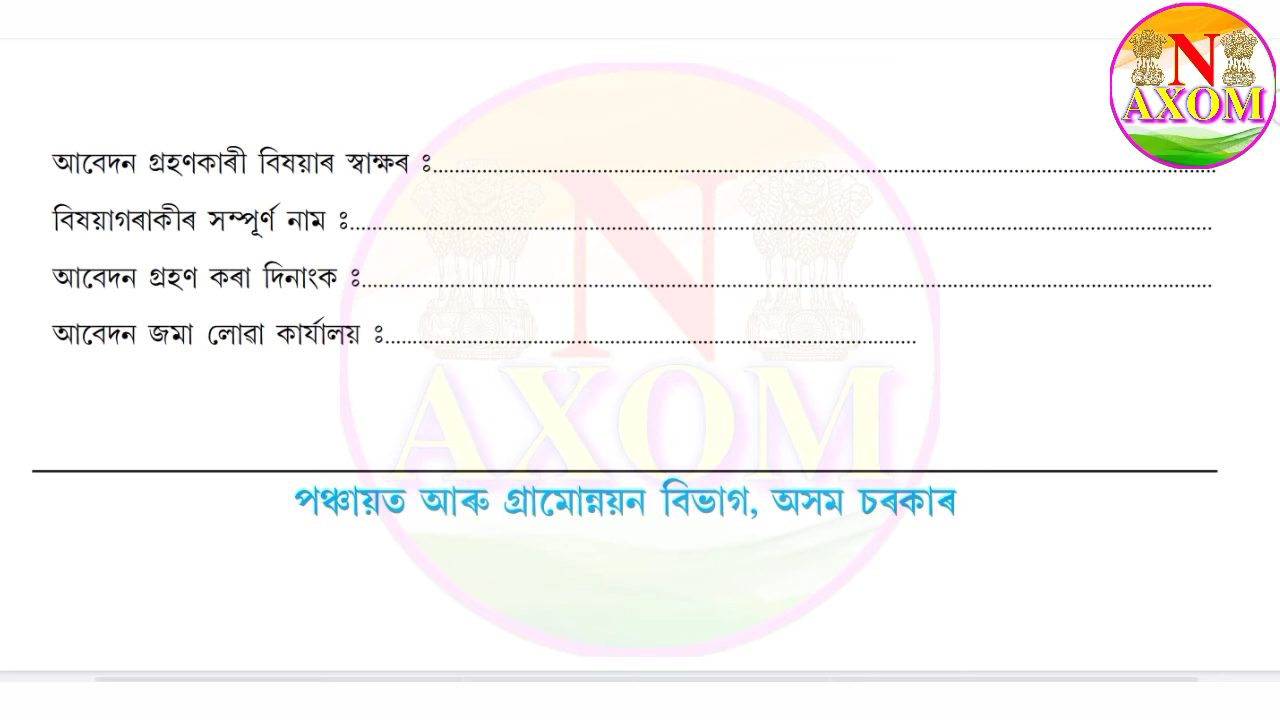 N
AXOM
আবেদন গ্ৰহণকাৰী বিষয়াৰ স্বাক্ষৰ ঃ................................................................................................................................................
বিষয়াগৰাকীৰ সম্পূৰ্ণ নাম ঃ................................................................................................................................................................
আবেদন গ্ৰহণ কৰা দিনাংক ঃ..............................................................................................................................................................
আবেদন জমা লোৱা কাৰ্যালয় ঃ..................................................................................................
N
AXOM
পঞ্চায়ত আৰু গ্ৰামোন্নয়ন বিভাগ, অসম চৰকাৰ